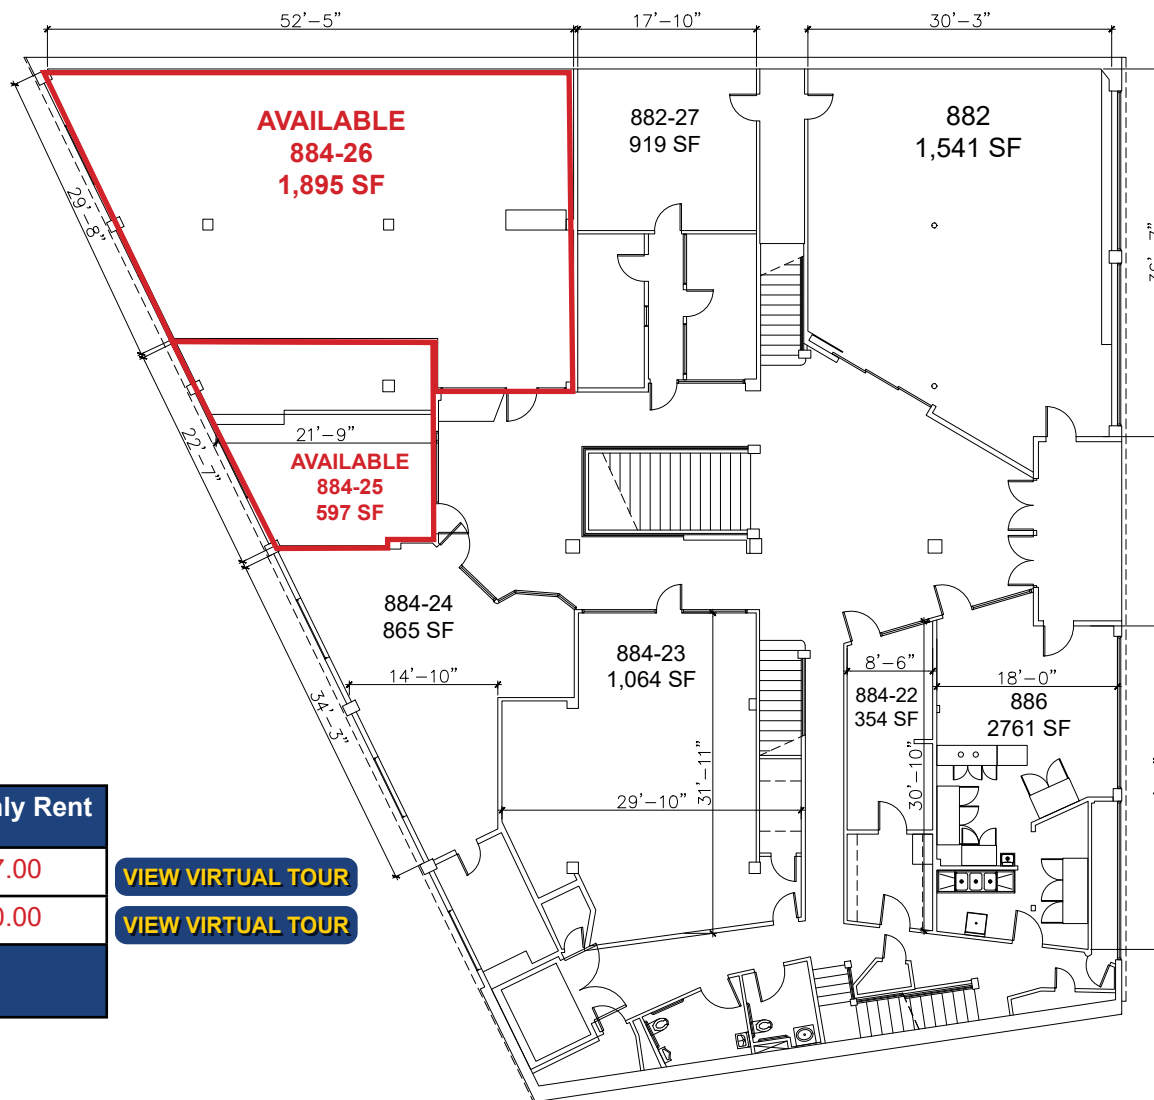 52'-5"
17'-10"
30'-3"
AVAILABLE
884-26
1,895 SF
882-27
919 SF
882
1,541 SF
29'-8"
22'-7"
21'-9"
AVAILABLE
884-25
597 SF
884-24
865 SF
884-23
1,064 SF
8'-6"
884-22
354 SF
18'-0"
886
2761 SF
14'-10"
34'-3"
31'-11"
30'-10"
29'-10"
Rent
7.00
VIEW VIRTUAL TOUR
0.00
VIEW VIRTUAL TOUR